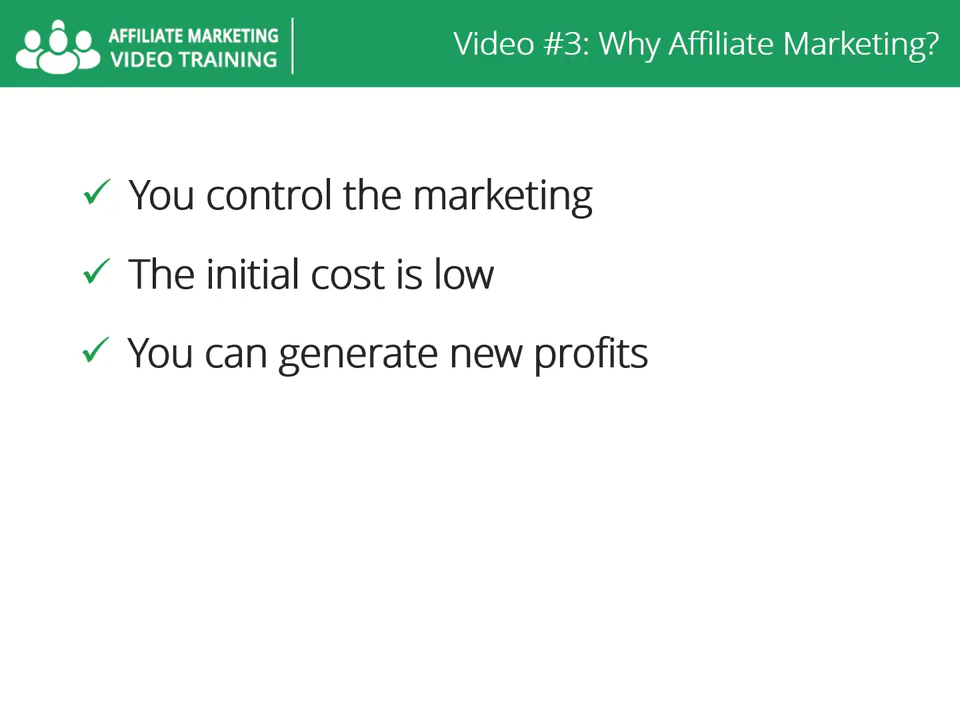 AFFILIATE MARKETING
VIDEO TRAINING
Video #3: Why Affiliate Marketing?
✓ You control the marketing
✓ The initial cost is low
✓ You can generate new profits